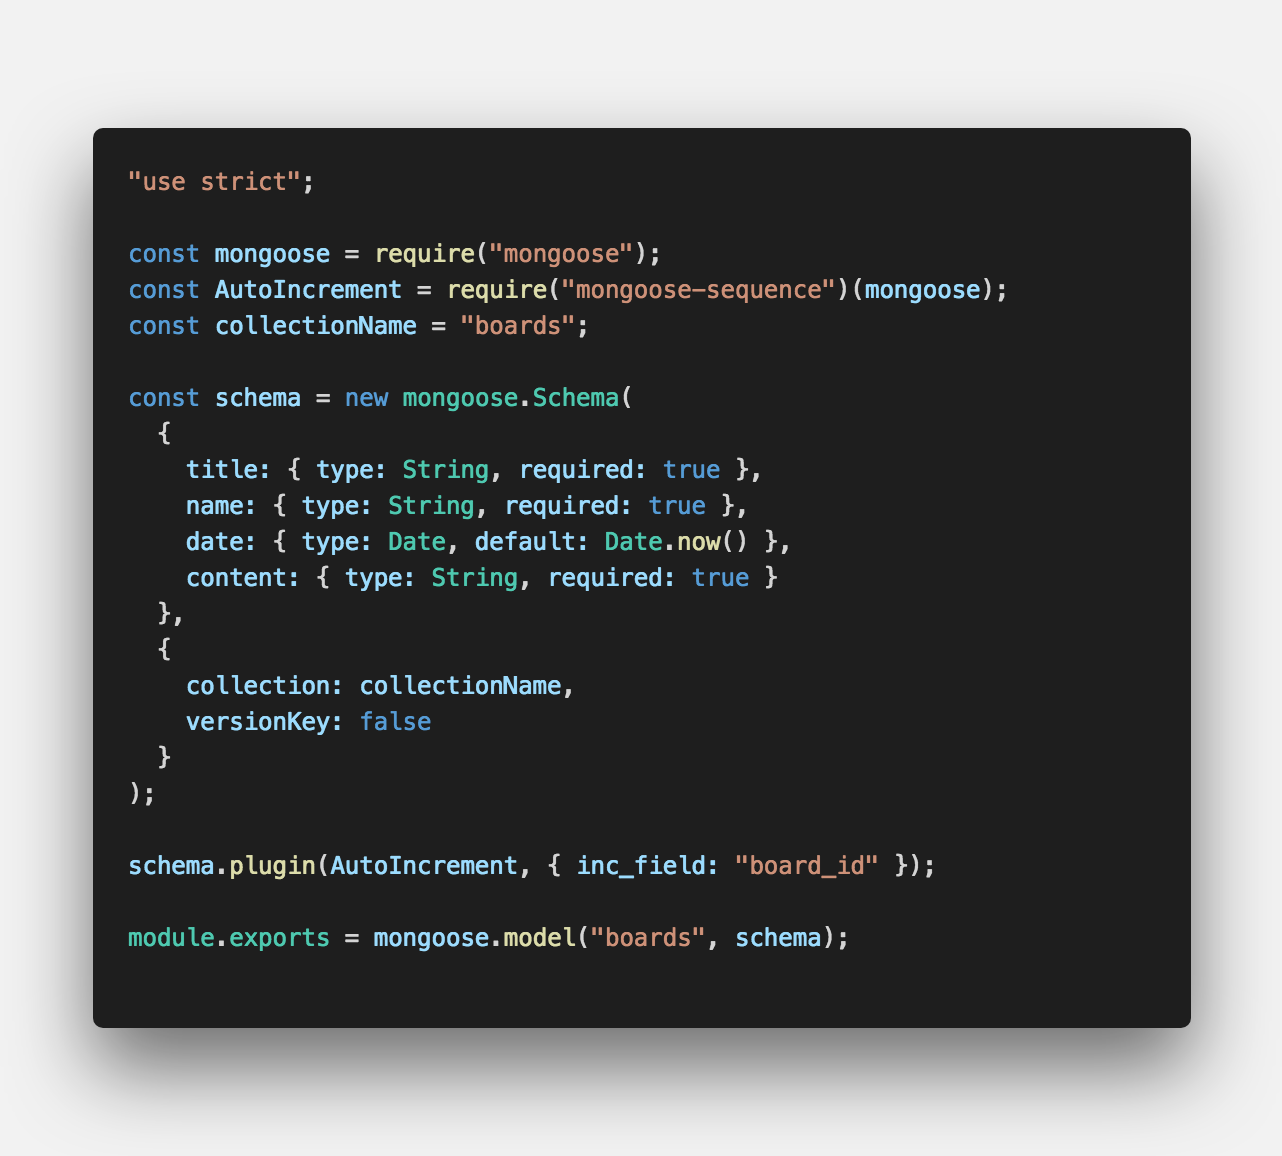 "use strict";
const mongoose = require("mongoose");
const AutoIncrement = require("mongoose-sequence")(mongoose);
const collectionName = "boards";
const schema = new mongoose.Schema(
  {
    title: { type: String, required: true },
    name: { type: String, required: true },
    date: { type: Date, default: Date.now() },
    content: { type: String, required: true }
  },
  {
    collection: collectionName,
    versionKey: false
  }
);
schema.plugin(AutoIncrement, { inc_field: "board_id" });
module.exports = mongoose.model("boards", schema);